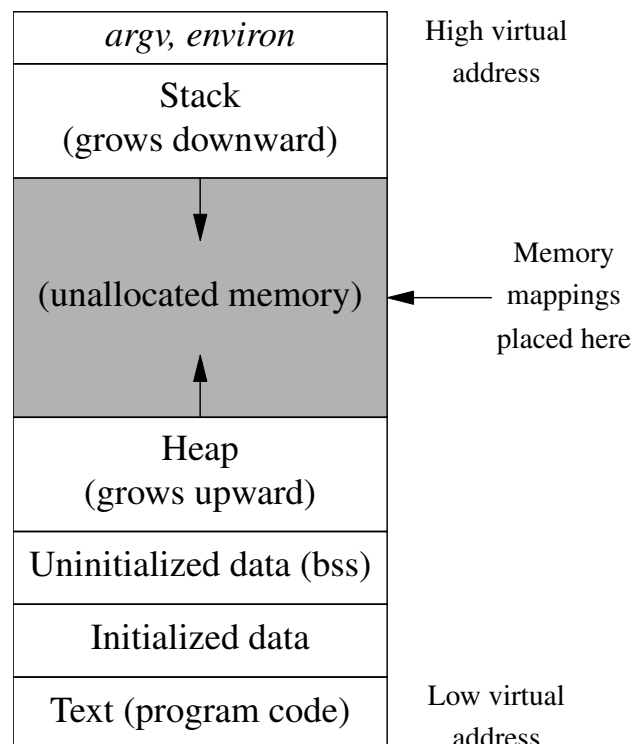 argv, environ
High virtual
address
Stack
(grows downward)
(unallocated memory)
Memory
mappings
placed here
Heap
(grows upward)
Uninitialized data (bss)
Initialized data
Text (program code)
Low virtual
address